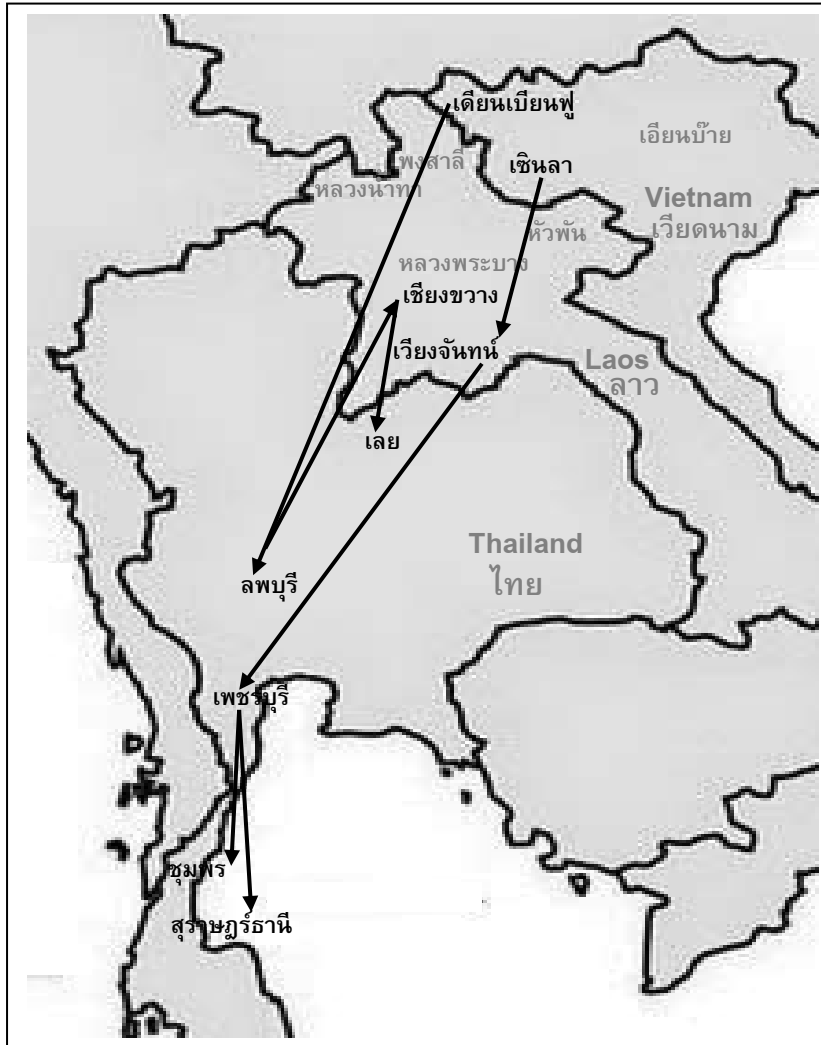 เดียนเบียนฟู
เอียนบ๊าย
พงสาลี
เซินลา
หลวงน้ำทา
Vietnam
เวียดนาม
หัวพัน
หลวงพระบาง
เชียงขวาง
เวียงจันทน์
Laos
ลาว
เลย
Thailand
ไทย
ลพบุรี
เพชรบุรี
ชุมพร
สุราษฎร์ธานี